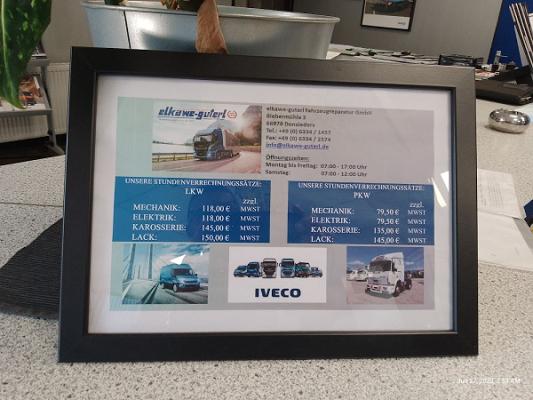 elkawe-guterl
elkawe-guterl Fahrzeugreparatur GmbH
Biebermühle 3
66978 Donsieders
Tel.: +49 (0) 6334 / 1437
Fax: +49 (0) 6334 / 2174
info@elkawe-guterl.de
Öffnungszeiten:
Montag bis Freitag: 07:00 - 17:00 Uhr
Samstag: 07:00 - 12:00 Uhr
UNSERE STUNDENVERRECHNUNGSSÄTZE:
LKW
zzgl.
MECHANIK: 118,00 € MWST
ELEKTRIK: 118,00 € MWST
KAROSSERIE: 145,00 € MWST
LACK: 150,00 € MWST
UNSERE STUNDENVERRECHNUNGSSÄTZE:
PKW
zzgl.
MECHANIK: 79,50 € MWST
ELEKTRIK: 79,50 € MWST
KAROSSERIE: 135,00 € MWST
LACK: 145,00 € MWST
IVECO